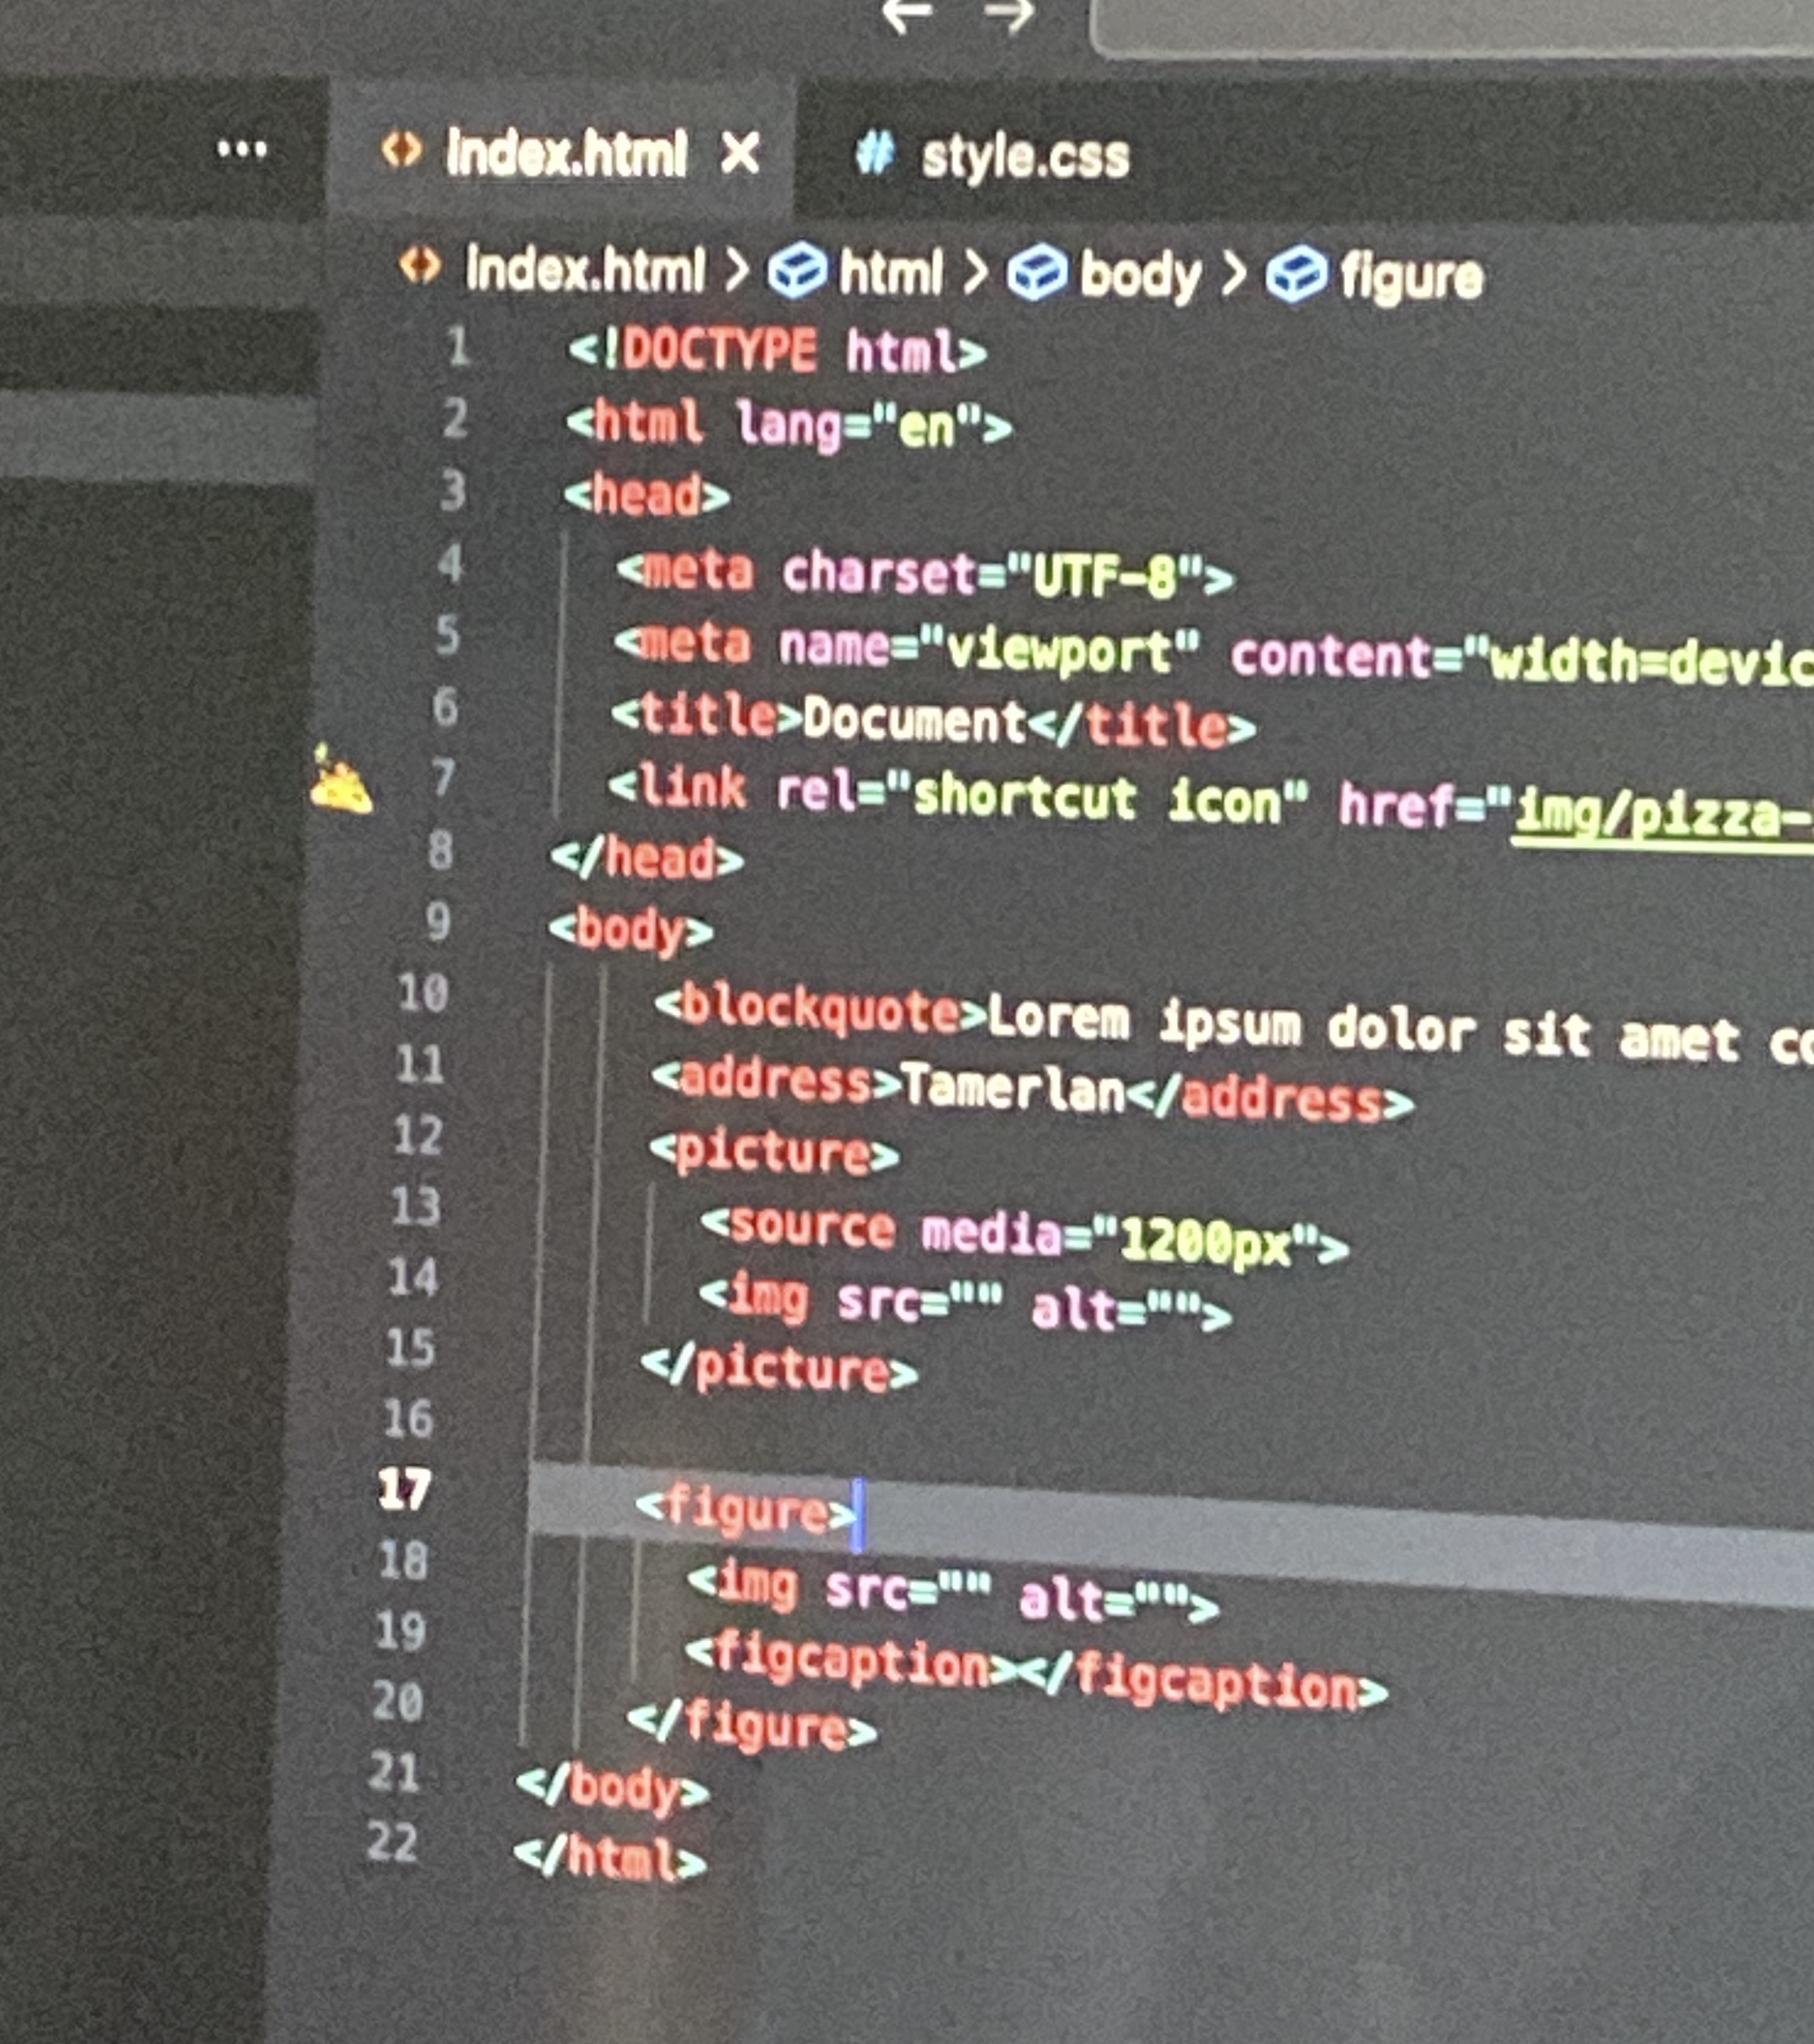 ← →
... index.html × # style.css
index.html > html > body > figure
1 <!DOCTYPE html>
2 <html lang="en">
3 <head>
4 <meta charset="UTF-8">
5 <meta name="viewport" content="width=devic
6 <title>Document</title>
7 <link rel="shortcut icon" href="img/pizza-
8 </head>
9 <body>
10 <blockquote>Lorem ipsum dolor sit amet co
11 <address>Tamerlan</address>
12 <picture>
13 <source media="1200px">
14 <img src="" alt="">
15 </picture>
16
17 <figure>
18 <img src="" alt="">
19 <figcaption></figcaption>
20 </figure>
21 </body>
22 </html>